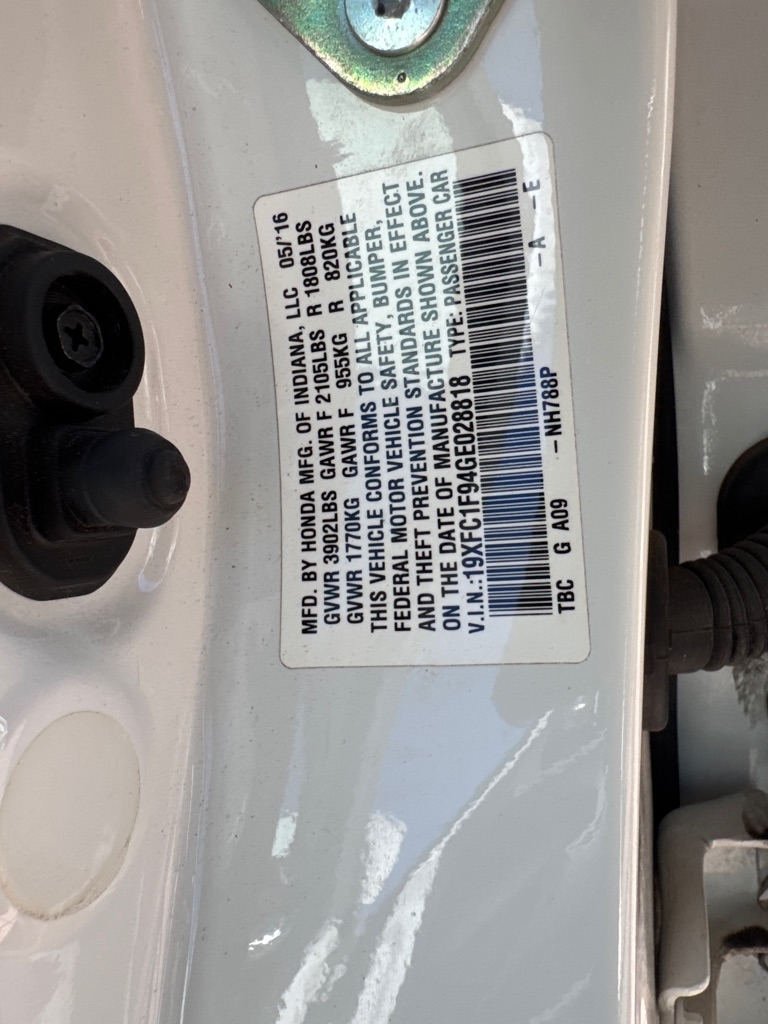 MFD. BY HONDA MFG. OF INDIANA, LLC 05/'16
GVWR 3902LBS GAWR F 2105LBS R 1808LBS
GVWR 1770KG GAWR F 955KG R 820KG
THIS VEHICLE CONFORMS TO ALL APPLICABLE
FEDERAL MOTOR VEHICLE SAFETY, BUMPER,
AND THEFT PREVENTION STANDARDS IN EFFECT
ON THE DATE OF MANUFACTURE SHOWN ABOVE.
V.I.N.:19XFC1F94GE028818 TYPE: PASSENGER CAR
TBC G A09 -NH788P -A -E